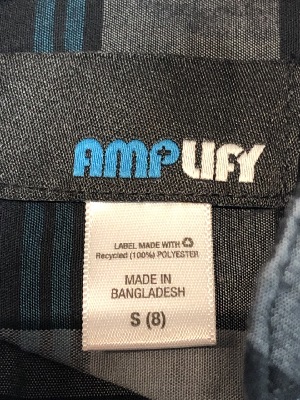 AMPLIFY
LABEL MADE WITH
Recycled (100%) POLYESTER
MADE IN
BANGLADESH
S (8)